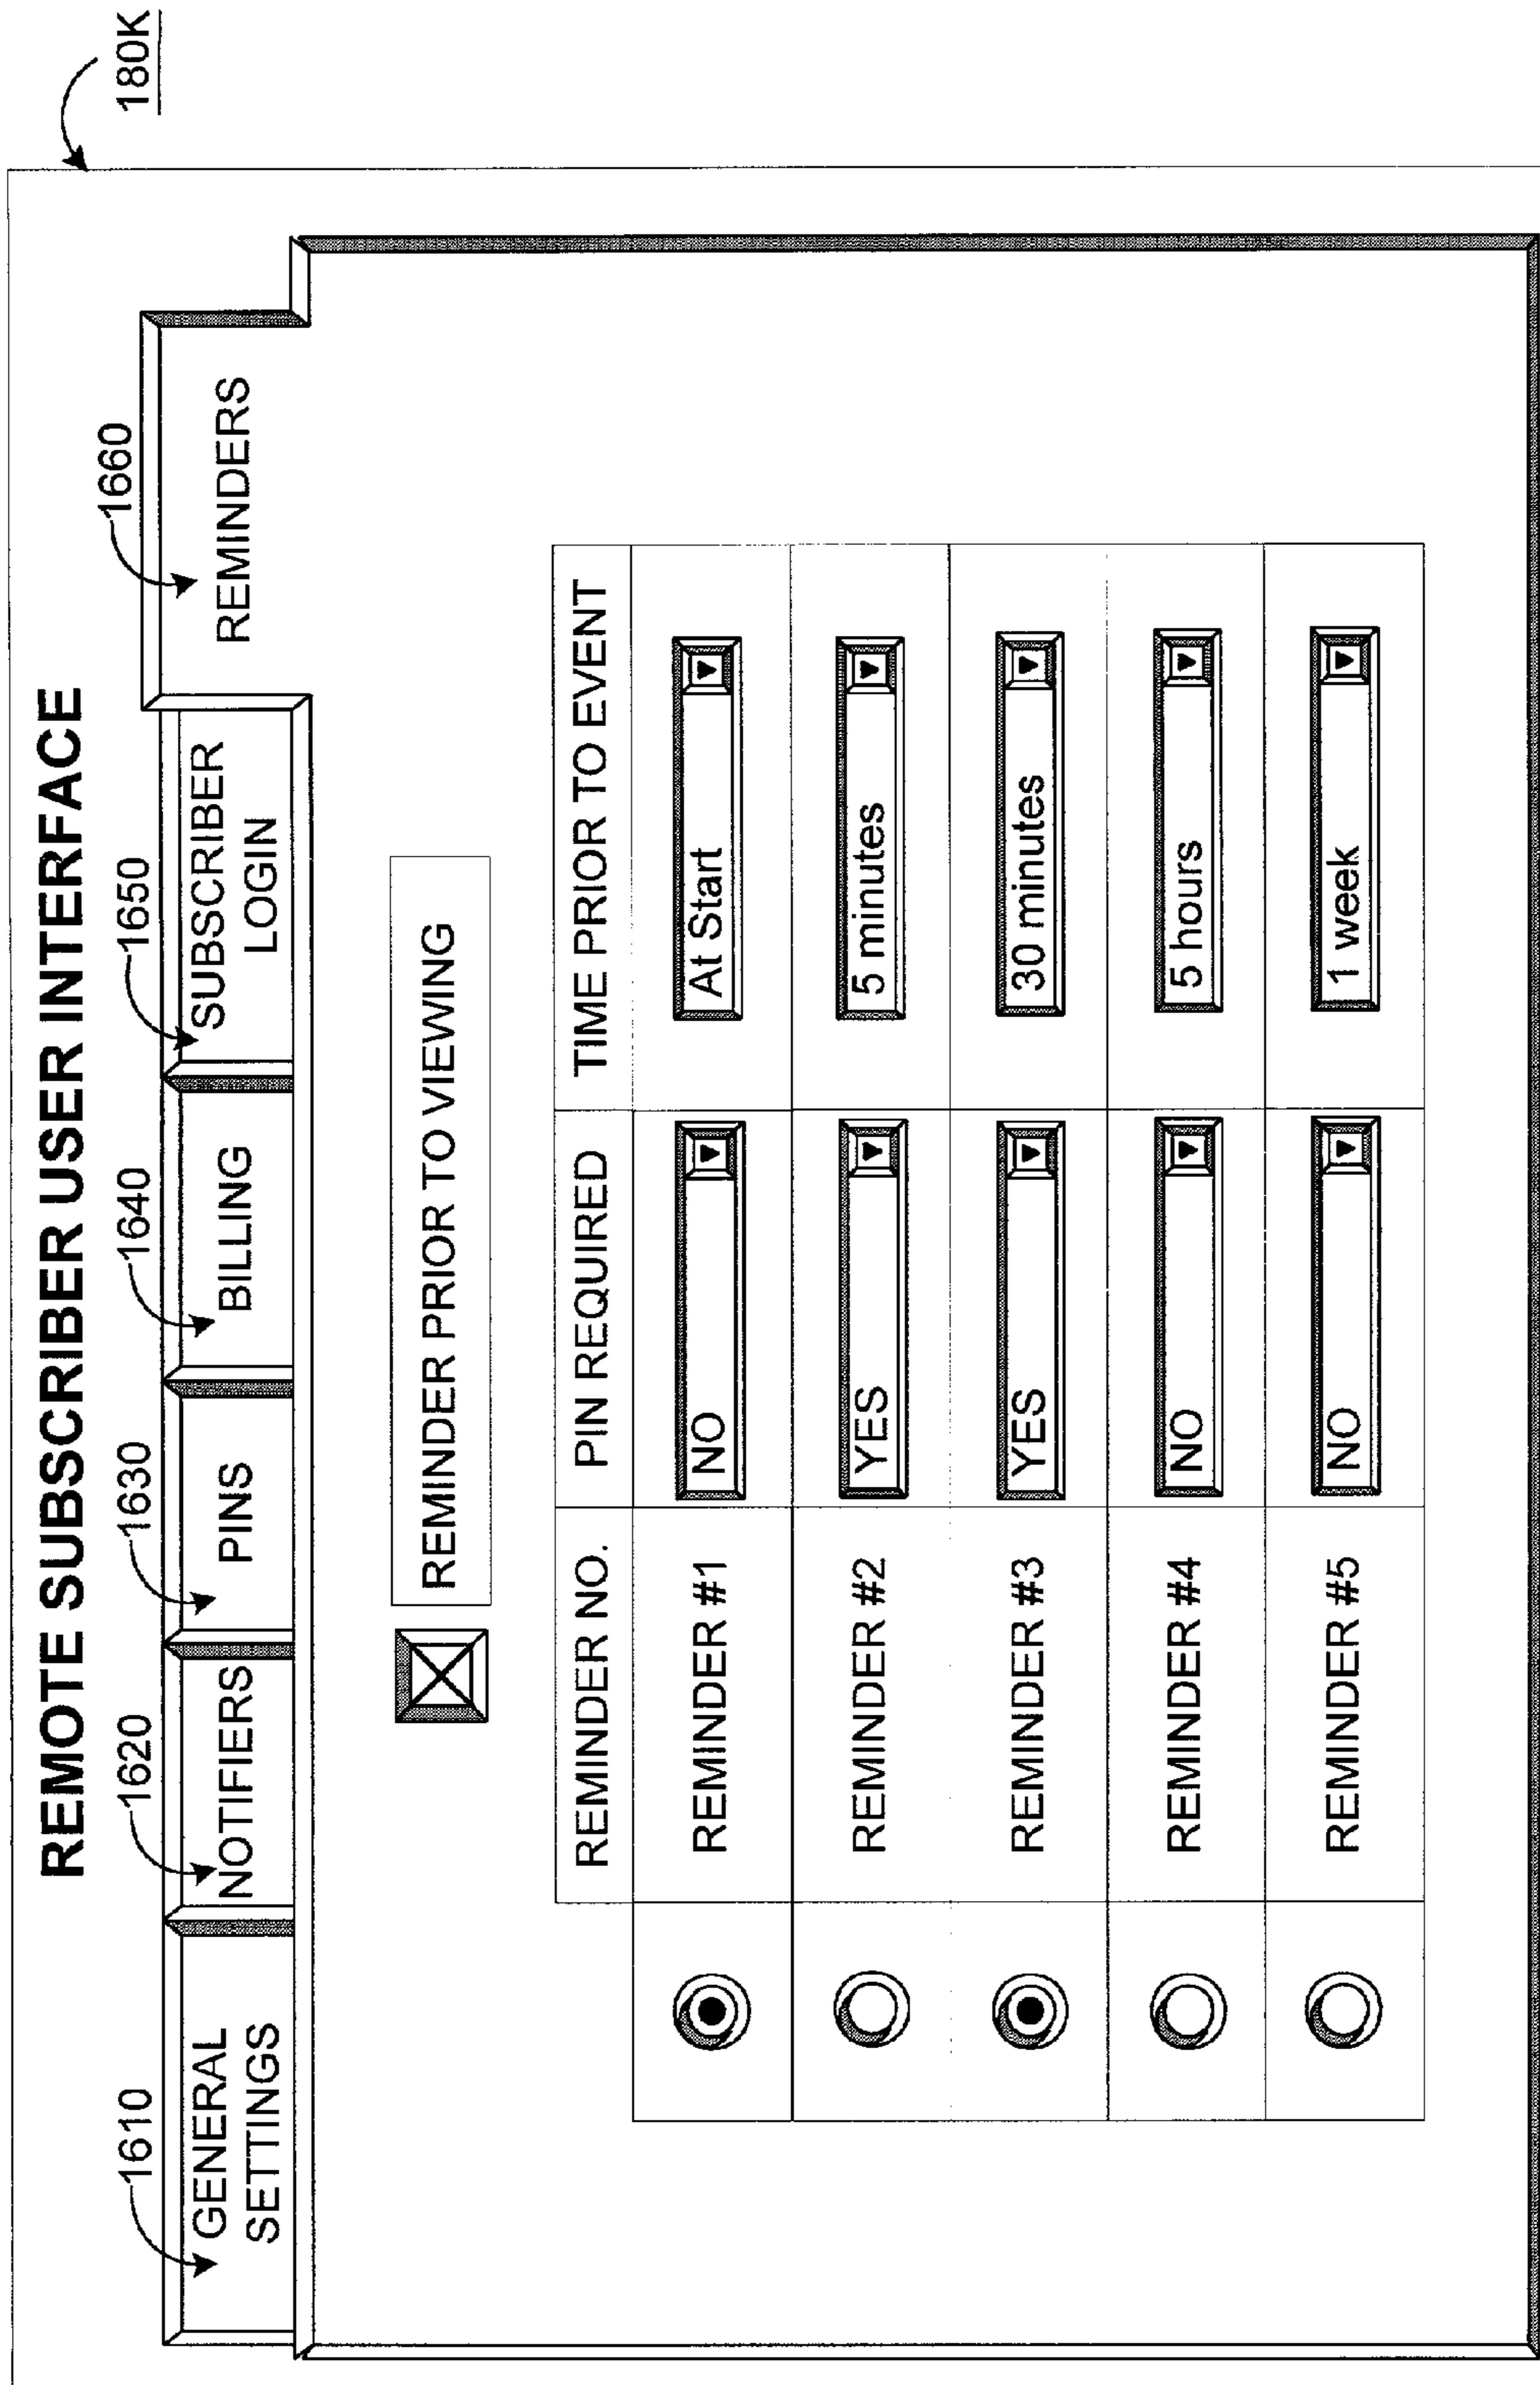 180K
REMOTE SUBSCRIBER USER INTERFACE
1610 1620 1630 1640 1650 1660
GENERAL SETTINGS
NOTIFIERS
PINS
BILLING
SUBSCRIBER LOGIN
REMINDERS
REMINDER PRIOR TO VIEWING
REMINDER NO. PIN REQUIRED TIME PRIOR TO EVENT
REMINDER #1 NO At Start
REMINDER #2 YES 5 minutes
REMINDER #3 YES 30 minutes
REMINDER #4 NO 5 hours
REMINDER #5 NO 1 week